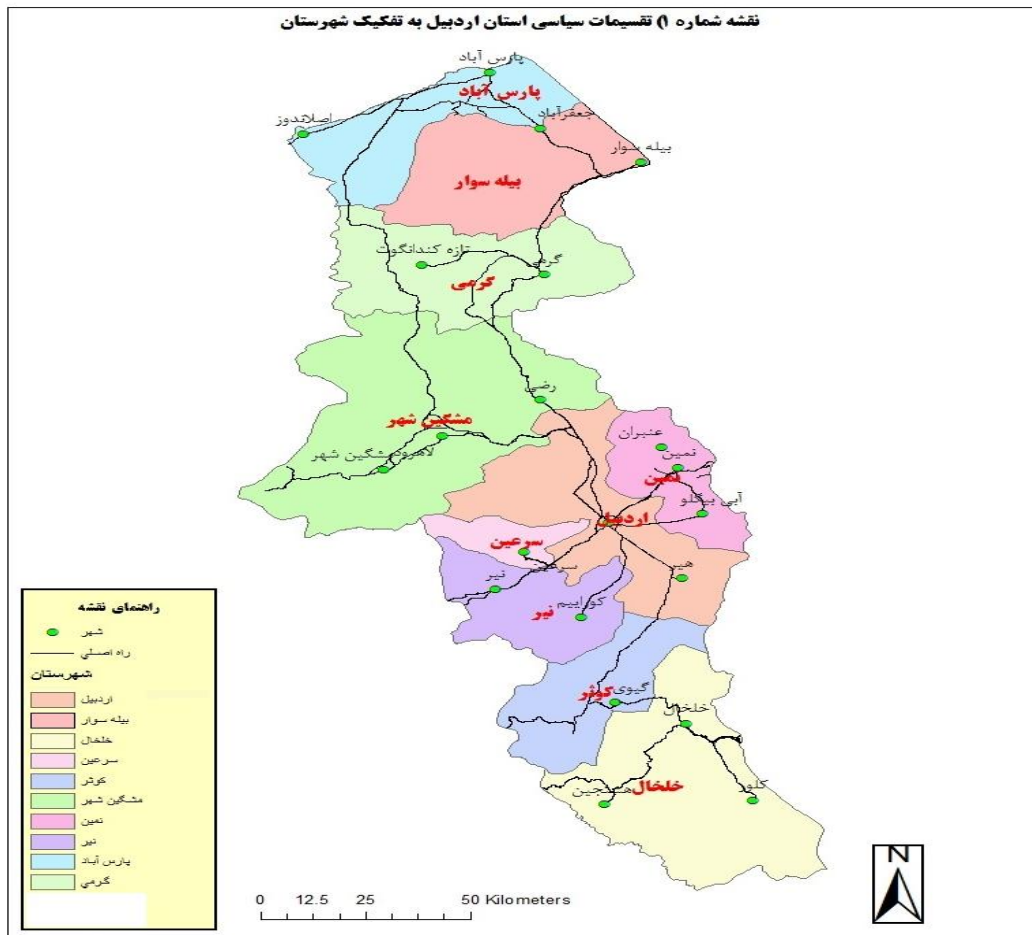 نقشه شماره ۱) تقسیمات سیاسی استان اردبیل به تفکیک شهرستان
پارس آباد
پارس آباد
جعفرآباد
اصلاندوز
بیله سوار
بیله سوار
تازه کندانگوت
گرمی
گرمی
رضی
مشگین شهر
لاهرود
مشگین شهر
عنبران
نمین
نمین
آبی بیگلو
اردبیل
سرعین
سرعین
هیر
نیر
کوراییم
نیر
گیوی
کوثر
خلخال
خلخال
هشتجین
کلور
راهنمای نقشه
شهر
راه اصلی
شهرستان
اردبیل
بیله سوار
خلخال
سرعین
کوثر
مشگین شهر
نمین
نیر
پارس آباد
گرمي
0 12.5 25 50 Kilometers
N